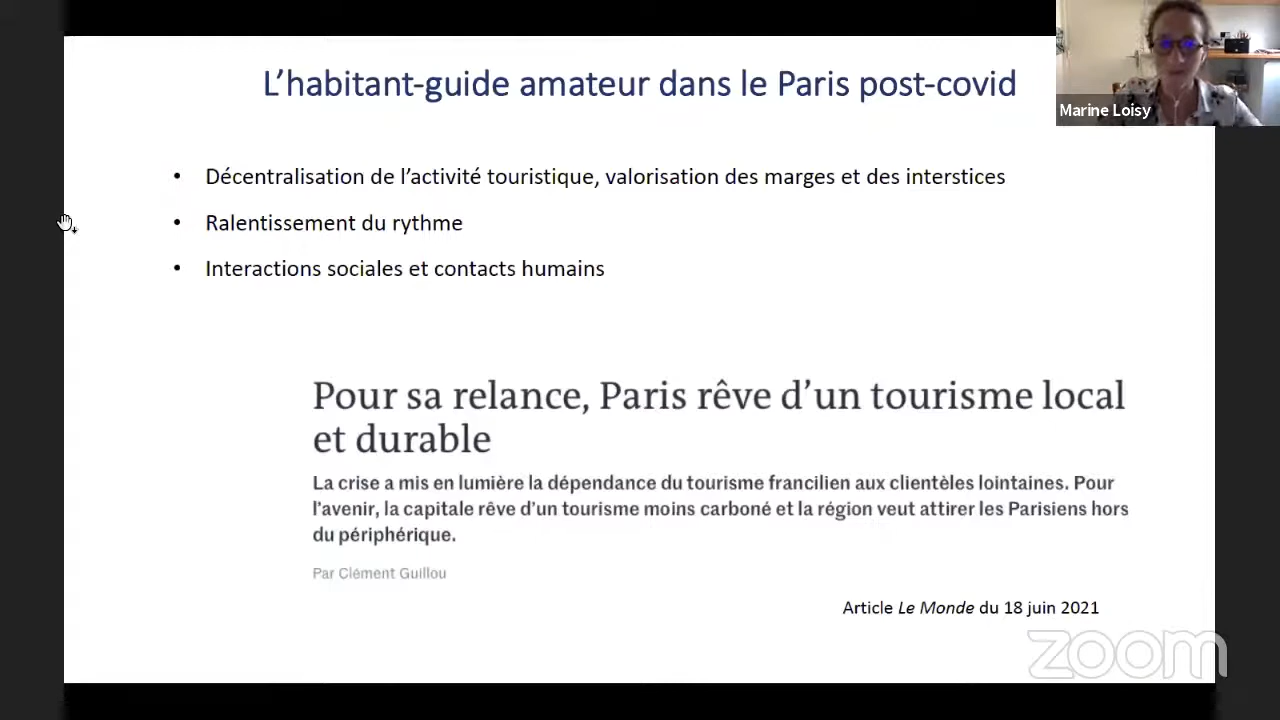 L'habitant-guide amateur dans le Paris post-covid
Marine Loisy
• Décentralisation de l'activité touristique, valorisation des marges et des interstices
• Ralentissement du rythme
• Interactions sociales et contacts humains
Pour sa relance, Paris rêve d'un tourisme local
et durable
La crise a mis en lumière la dépendance du tourisme francilien aux clientèles lointaines. Pour
l'avenir, la capitale rêve d'un tourisme moins carboné et la région veut attirer les Parisiens hors
du périphérique.
Par Clément Guillou
Article Le Monde du 18 juin 2021
zoom